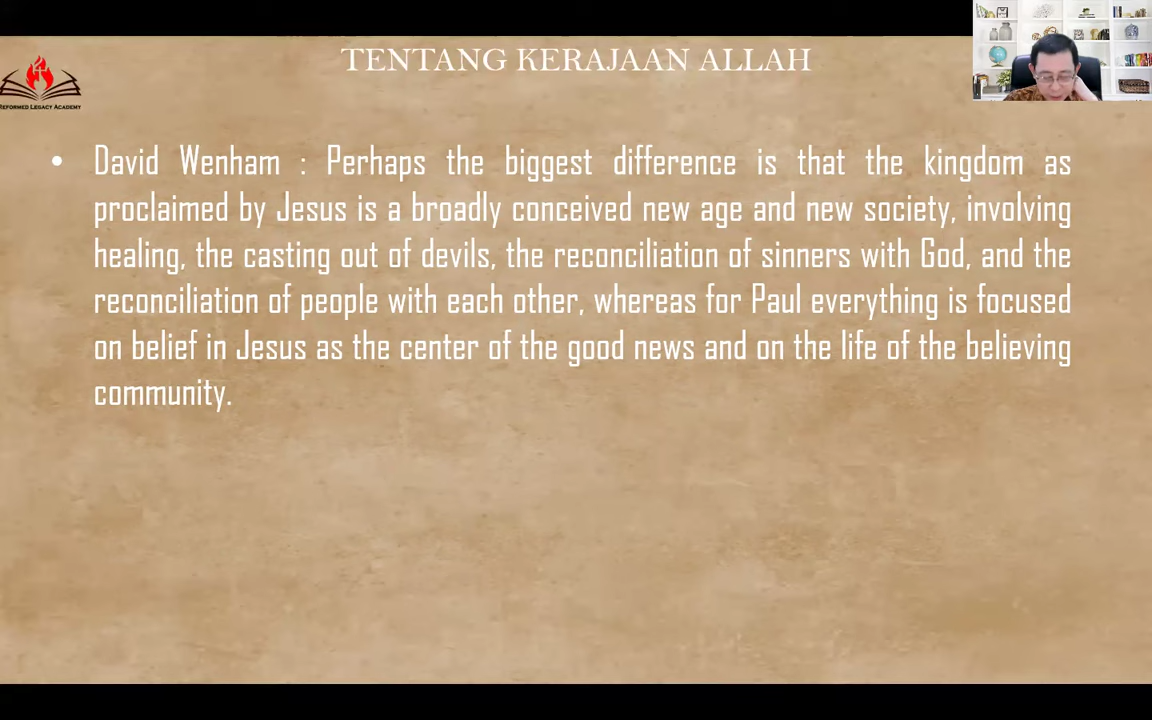 TENTANG KERAJAAN ALLAH
REFORMED LEGACY ACADEMY
• David Wenham : Perhaps the biggest difference is that the kingdom as
proclaimed by Jesus is a broadly conceived new age and new society, involving
healing, the casting out of devils, the reconciliation of sinners with God, and the
reconciliation of people with each other, whereas for Paul everything is focused
on belief in Jesus as the center of the good news and on the life of the believing
community.